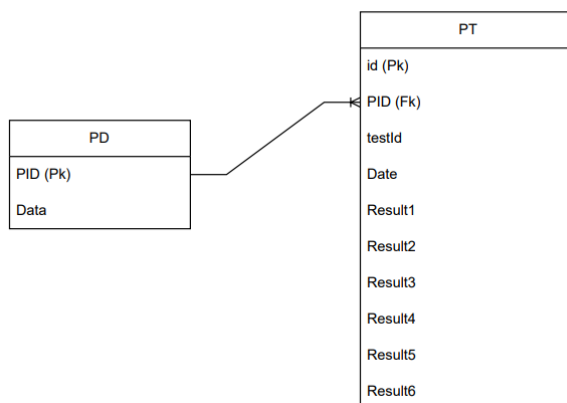 PD
PID (Pk)
Data
PT
id (Pk)
PID (Fk)
testId
Date
Result1
Result2
Result3
Result4
Result5
Result6